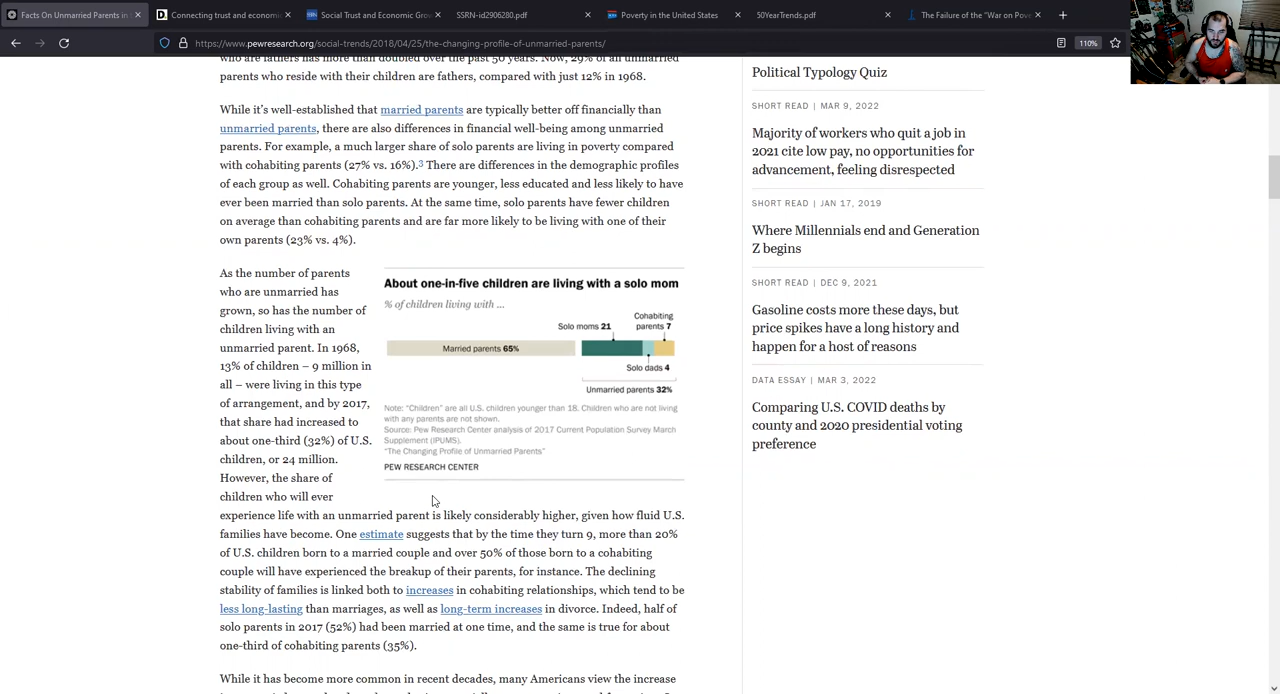 Facts On Unmarried Parents in
Connecting trust and economi
Social Trust and Economic Gro
SSRN-id2906280.pdf
Poverty in the United States
50YearTrends.pdf
The Failure of the "War on Pove
https://www.pewresearch.org/social-trends/2018/04/25/the-changing-profile-of-unmarried-parents/
110%
who are fathers has more than doubled over the past 50 years. Now, 29% of all unmarried
parents who reside with their children are fathers, compared with just 12% in 1968.
While it's well-established that married parents are typically better off financially than
unmarried parents, there are also differences in financial well-being among unmarried
parents. For example, a much larger share of solo parents are living in poverty compared
with cohabiting parents (27% vs. 16%).3 There are differences in the demographic profiles
of each group as well. Cohabiting parents are younger, less educated and less likely to have
ever been married than solo parents. At the same time, solo parents have fewer children
on average than cohabiting parents and are far more likely to be living with one of their
own parents (23% vs. 4%).
As the number of parents
who are unmarried has
grown, so has the number of
children living with an
unmarried parent. In 1968,
13% of children – 9 million in
all – were living in this type
of arrangement, and by 2017,
that share had increased to
about one-third (32%) of U.S.
children, or 24 million.
However, the share of
children who will ever
experience life with an unmarried parent is likely considerably higher, given how fluid U.S.
families have become. One estimate suggests that by the time they turn 9, more than 20%
of U.S. children born to a married couple and over 50% of those born to a cohabiting
couple will have experienced the breakup of their parents, for instance. The declining
stability of families is linked both to increases in cohabiting relationships, which tend to be
less long-lasting than marriages, as well as long-term increases in divorce. Indeed, half of
solo parents in 2017 (52%) had been married at one time, and the same is true for about
one-third of cohabiting parents (35%).
While it has become more common in recent decades, many Americans view the increase
About one-in-five children are living with a solo mom
% of children living with ...
Cohabiting
Solo moms 21
parents 7
Married parents 65%
Solo dads 4
Unmarried parents 32%
Note: "Children" are all U.S. children younger than 18. Children who are not living
with any parents are not shown.
Source: Pew Research Center analysis of 2017 Current Population Survey March
Supplement (IPUMS).
"The Changing Profile of Unmarried Parents"
PEW RESEARCH CENTER
Political Typology Quiz
SHORT READ | MAR 9, 2022
Majority of workers who quit a job in
2021 cite low pay, no opportunities for
advancement, feeling disrespected
SHORT READ | JAN 17, 2019
Where Millennials end and Generation
Z begins
SHORT READ | DEC 9, 2021
Gasoline costs more these days, but
price spikes have a long history and
happen for a host of reasons
DATA ESSAY | MAR 3, 2022
Comparing U.S. COVID deaths by
county and 2020 presidential voting
preference